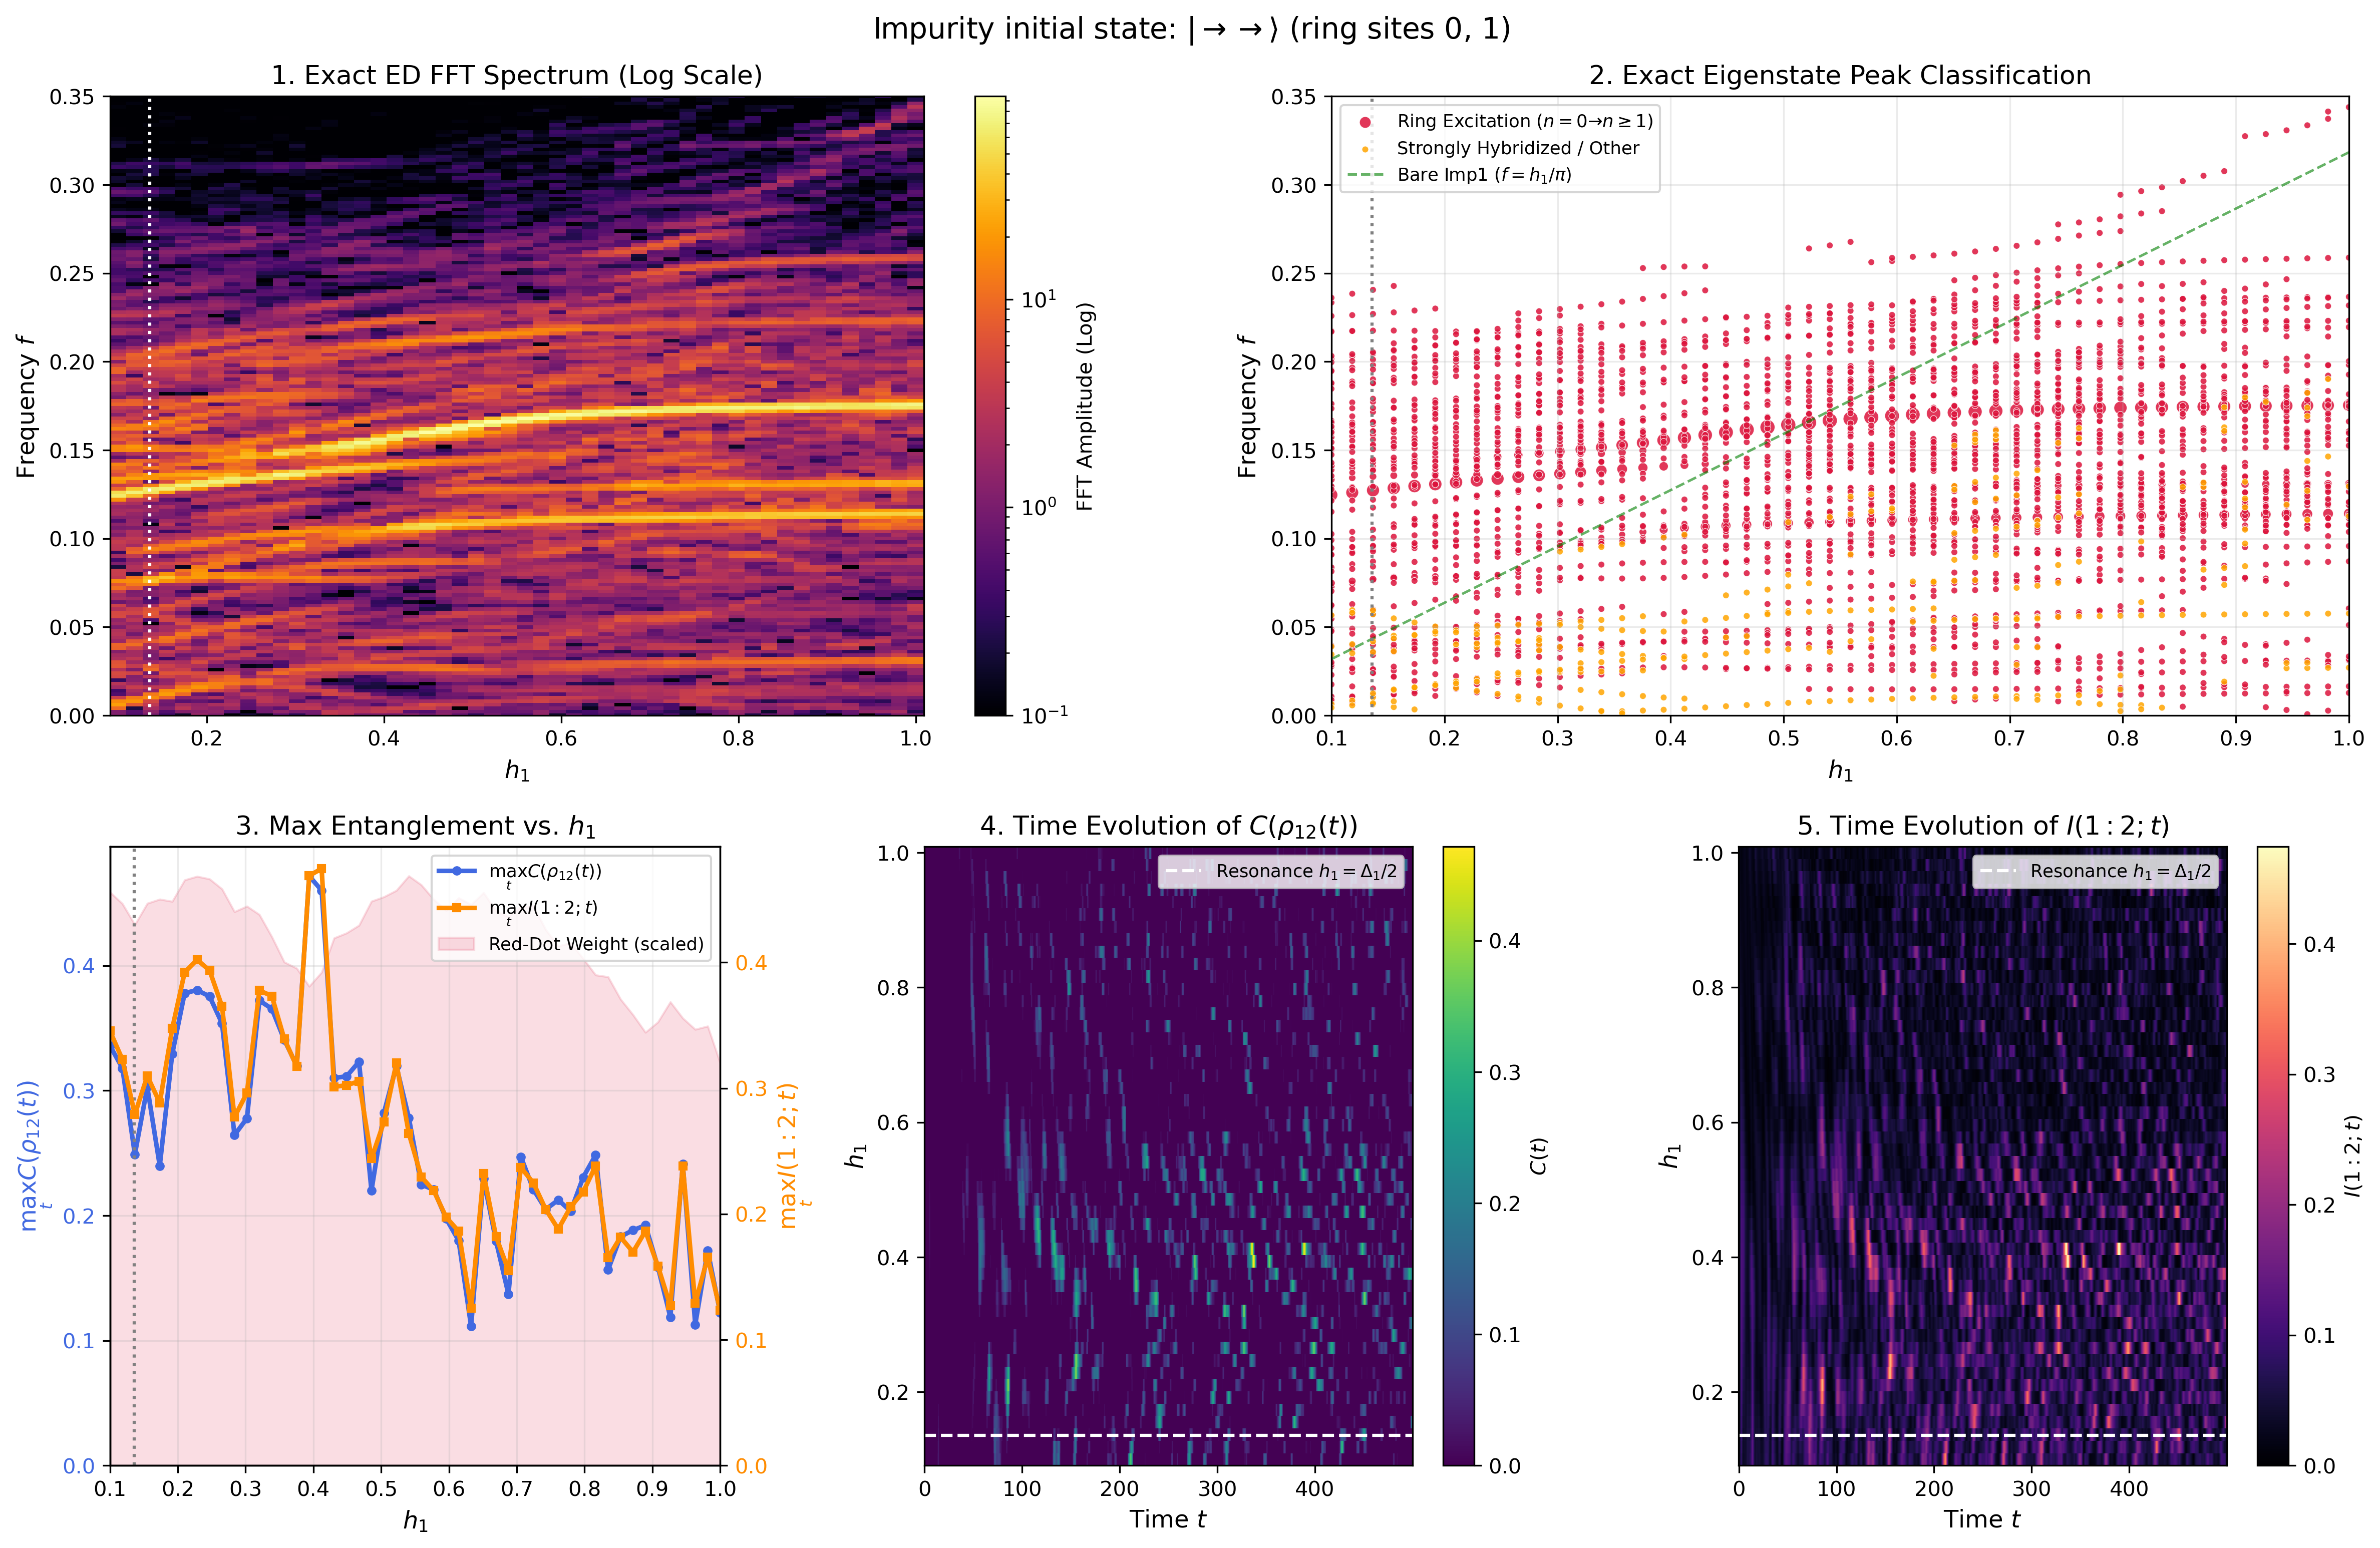 Impurity initial state: |→→⟩ (ring sites 0, 1)
1. Exact ED FFT Spectrum (Log Scale)
0.35
0.30
0.25
0.20
0.15
0.10
0.05
0.00
Frequency f
0.2 0.4 0.6 0.8 1.0
h₁
10¹
10⁰
10⁻¹
FFT Amplitude (Log)
2. Exact Eigenstate Peak Classification
Ring Excitation (n = 0→n ≥ 1)
Strongly Hybridized / Other
Bare Imp1 (f = h₁/π)
0.35
0.30
0.25
0.20
0.15
0.10
0.05
0.00
Frequency f
0.1 0.2 0.3 0.4 0.5 0.6 0.7 0.8 0.9 1.0
h₁
3. Max Entanglement vs. h₁
max C(ρ₁₂(t))
t
max I(1 : 2; t)
t
Red-Dot Weight (scaled)
0.4
0.3
0.2
0.1
0.0
max C(ρ₁₂(t))
t
0.4
0.3
0.2
0.1
0.0
max I(1 : 2; t)
t
0.1 0.2 0.3 0.4 0.5 0.6 0.7 0.8 0.9 1.0
h₁
4. Time Evolution of C(ρ₁₂(t))
Resonance h₁ = Δ₁/2
1.0
0.8
0.6
0.4
0.2
h₁
0 100 200 300 400
Time t
0.4
0.3
0.2
0.1
0.0
C(t)
5. Time Evolution of I(1 : 2; t)
Resonance h₁ = Δ₁/2
1.0
0.8
0.6
0.4
0.2
h₁
0 100 200 300 400
Time t
0.4
0.3
0.2
0.1
0.0
I(1 : 2; t)